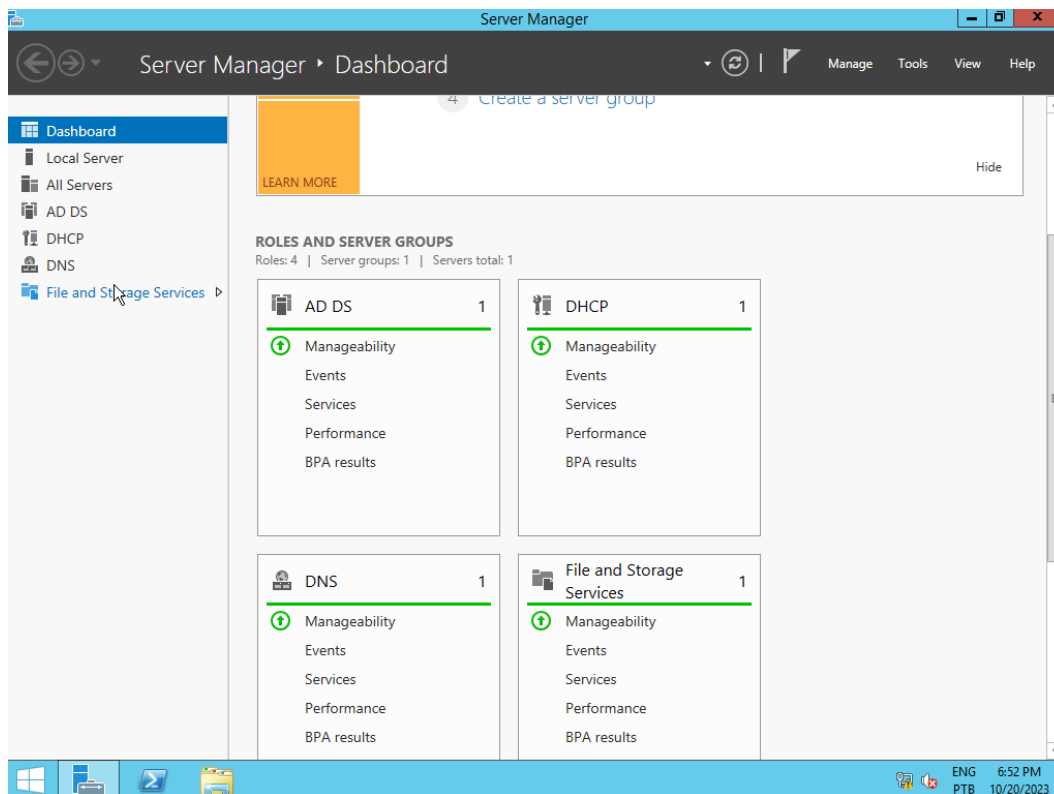 Server Manager
Server Manager • Dashboard
Manage Tools View Help
Dashboard
Local Server
All Servers
AD DS
DHCP
DNS
File and Storage Services
4 Create a server group
LEARN MORE
Hide
ROLES AND SERVER GROUPS
Roles: 4 | Server groups: 1 | Servers total: 1
AD DS 1
Manageability
Events
Services
Performance
BPA results
DHCP 1
Manageability
Events
Services
Performance
BPA results
DNS 1
Manageability
Events
Services
Performance
BPA results
File and Storage
Services 1
Manageability
Events
Services
Performance
BPA results
ENG 6:52 PM
PTB 10/20/2023